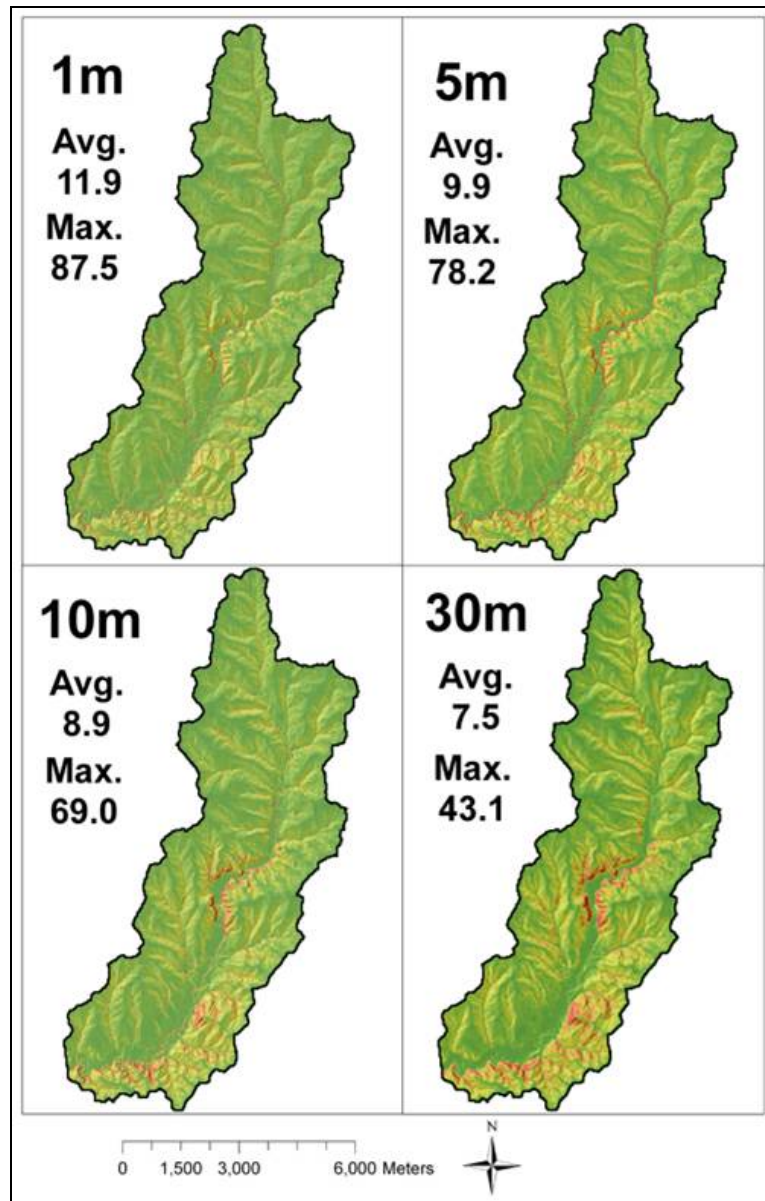 1m
Avg.
11.9
Max.
87.5
5m
Avg.
9.9
Max.
78.2
10m
Avg.
8.9
Max.
69.0
30m
Avg.
7.5
Max.
43.1
N
0 1,500 3,000 6,000 Meters